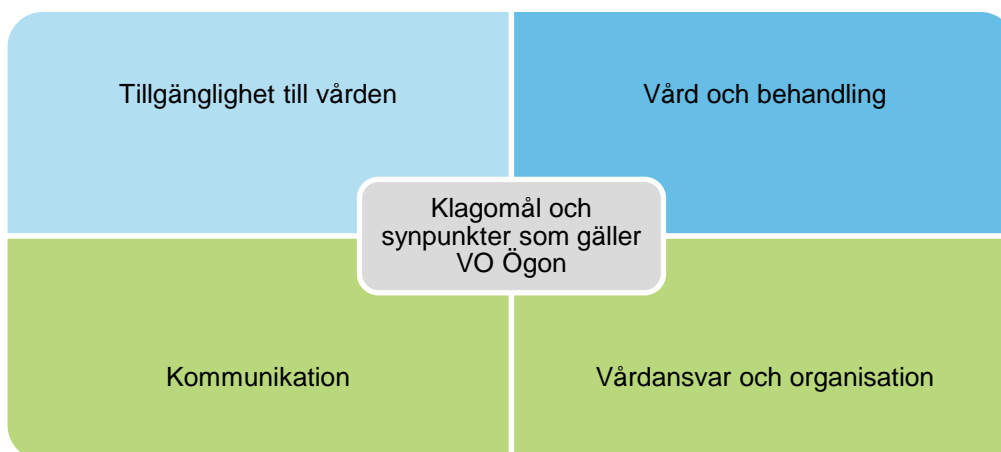 Tillgänglighet till vården
Vård och behandling
Klagomål och
synpunkter som gäller
VO Ögon
Kommunikation
Vårdansvar och organisation